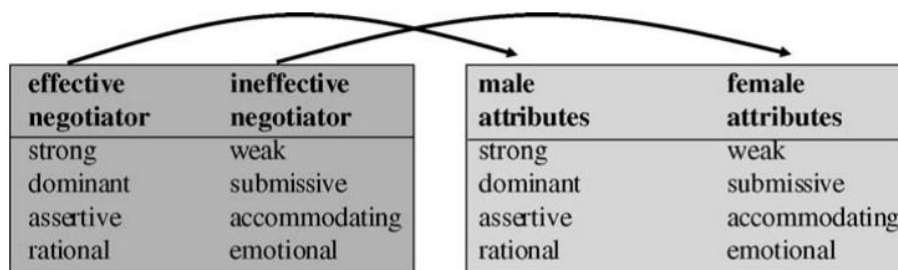 effective ineffective male female
negotiator negotiator attributes attributes
strong weak strong weak
dominant submissive dominant submissive
assertive accommodating assertive accommodating
rational emotional rational emotional